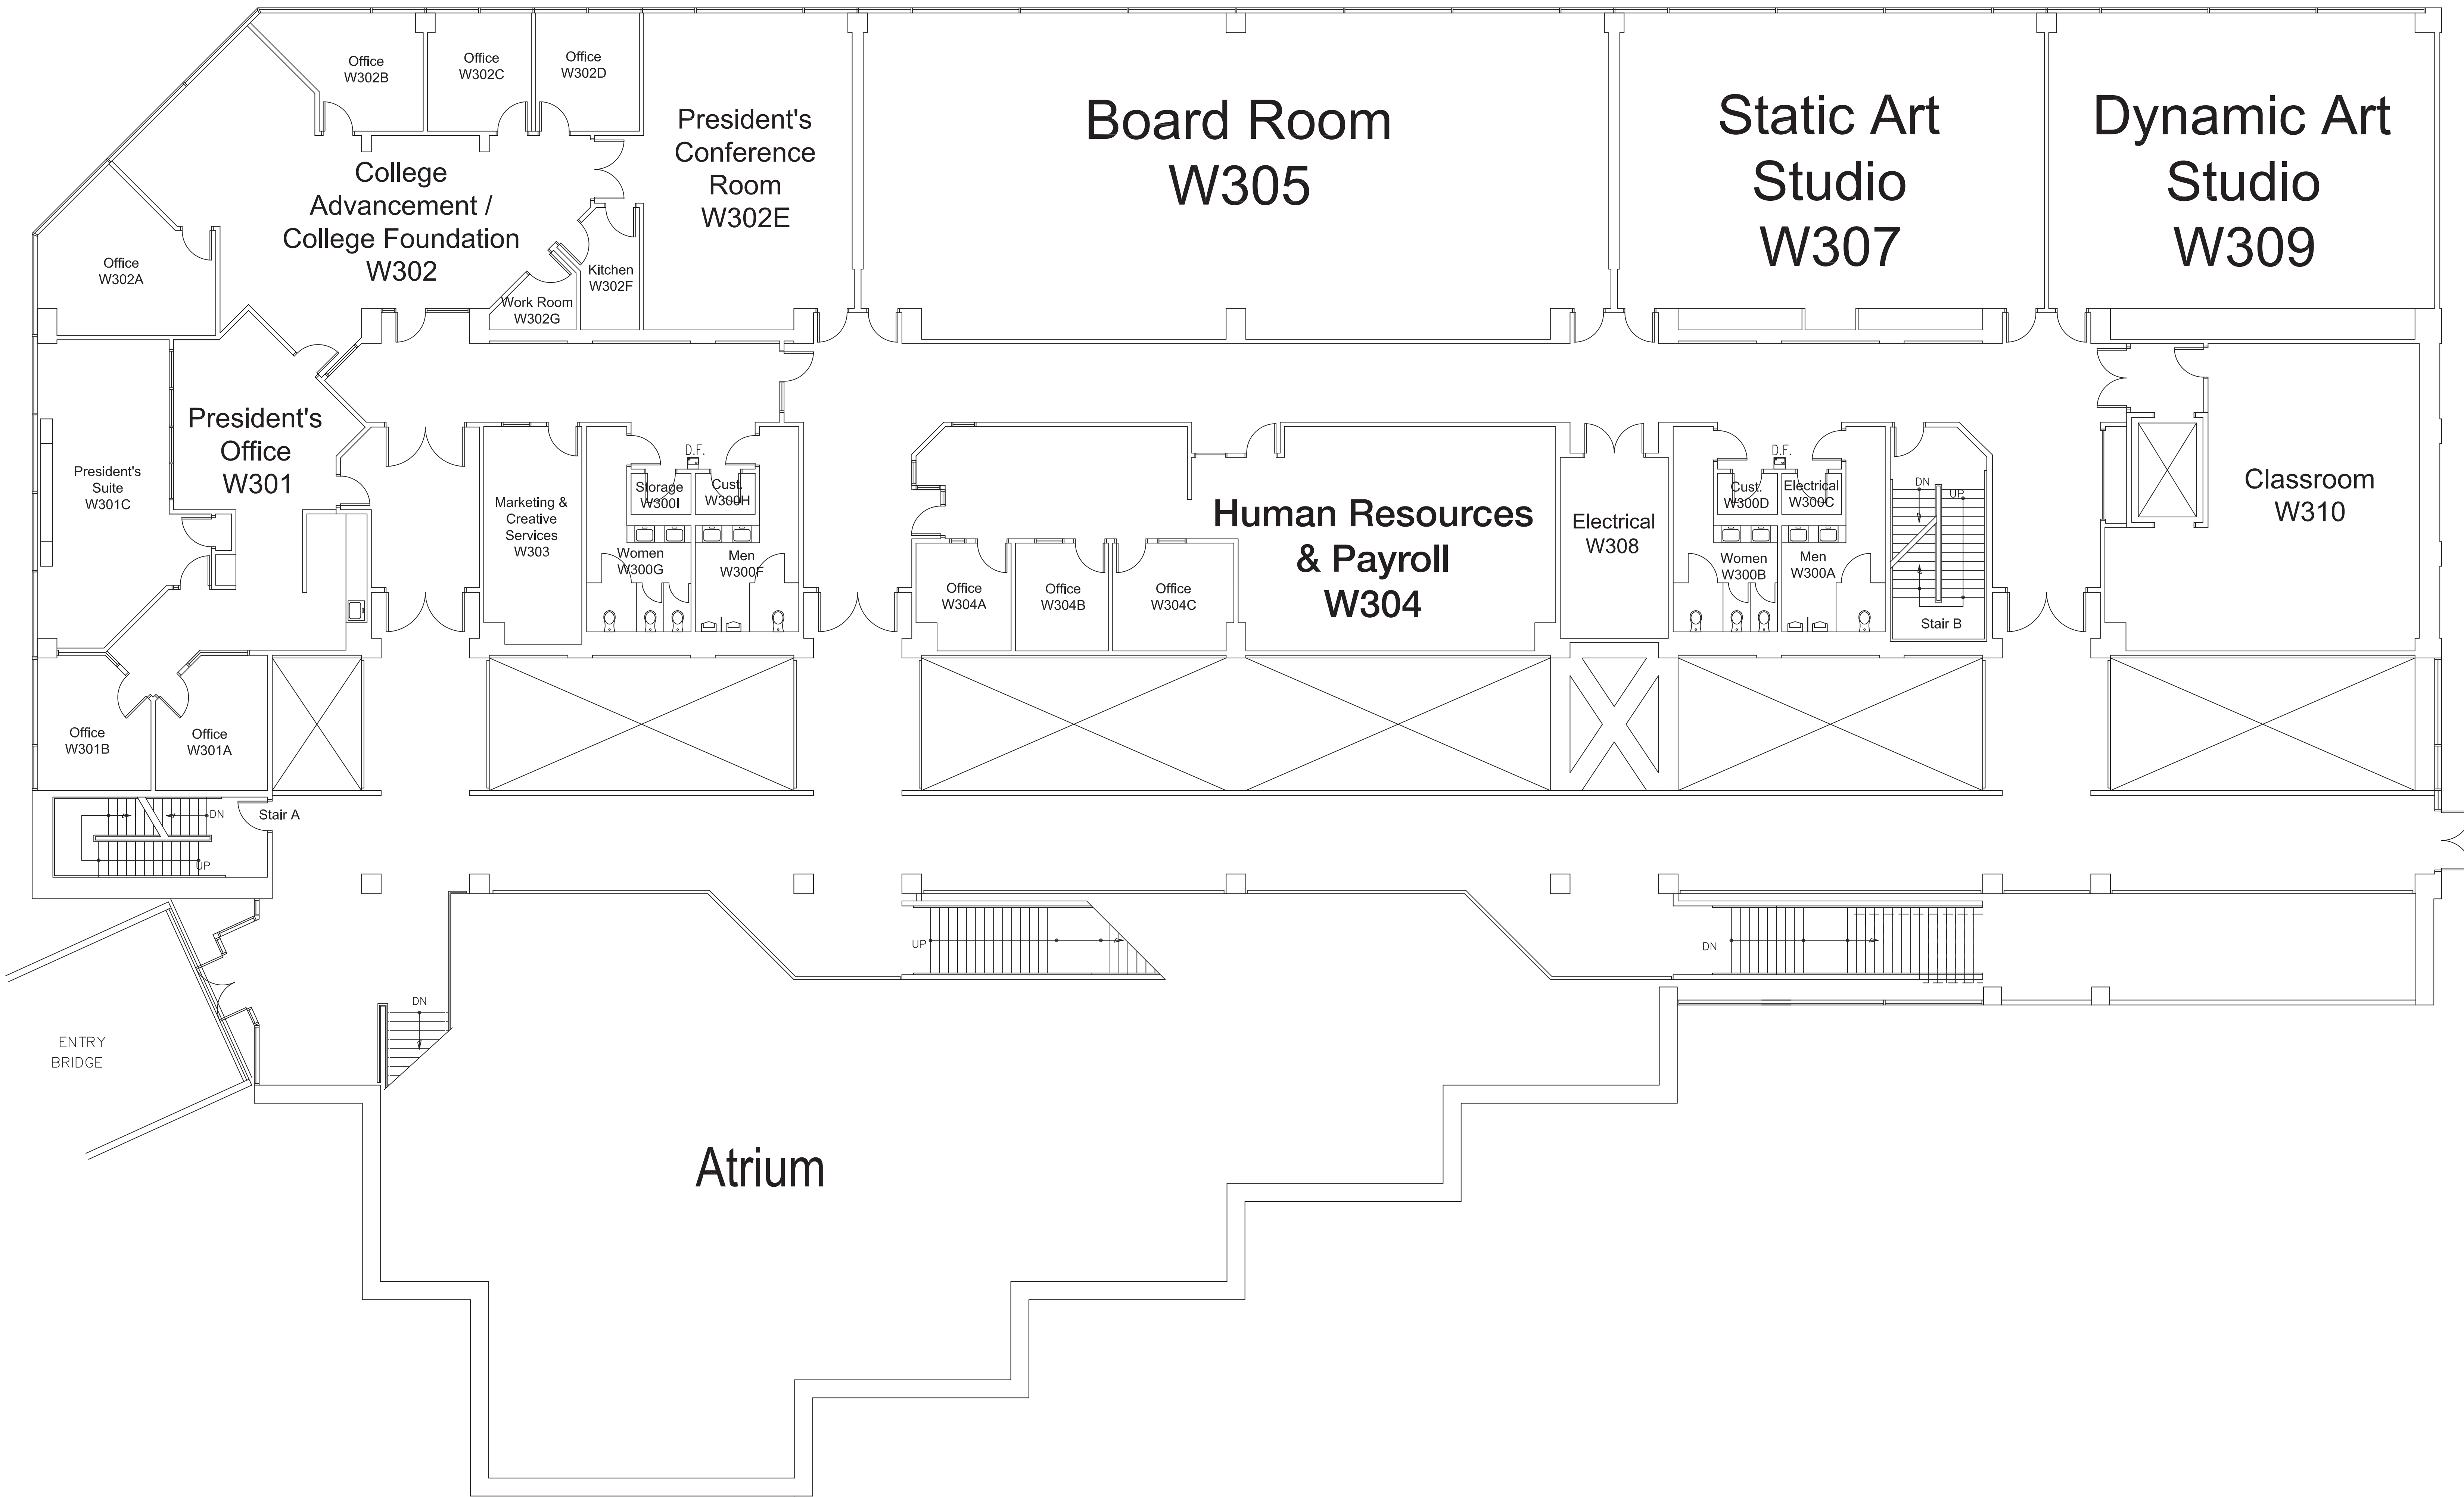 Office
W302B
Office
W302C
Office
W302D
President's
Conference
Room
W302E
Board Room
W305
Static Art
Studio
W307
Dynamic Art
Studio
W309
College
Advancement /
College Foundation
W302
Office
W302A
Kitchen
W302F
Work Room
W302G
President's
Office
W301
President's
Suite
W301C
Marketing &
Creative
Services
W303
D.F.
Storage
W300I
Cust.
W300H
Women
W300G
Men
W300F
Human Resources
& Payroll
W304
Office
W304A
Office
W304B
Office
W304C
Electrical
W308
D.F.
Cust.
W300D
Electrical
W300C
Women
W300B
Men
W300A
DN
UP
Stair B
Classroom
W310
Office
W301B
Office
W301A
DN
UP
Stair A
UP
DN
DN
ENTRY
BRIDGE
Atrium